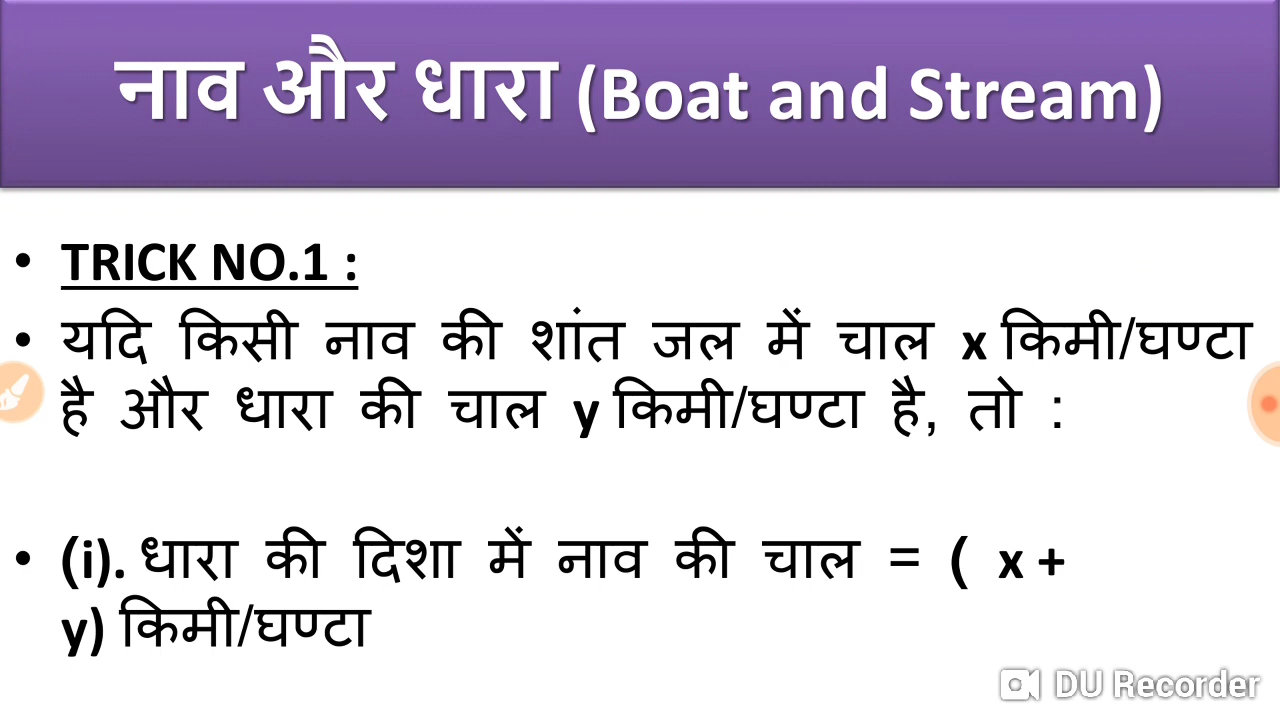 नाव और धारा (Boat and Stream)
• TRICK NO.1 :
• यदि किसी नाव की शांत जल में चाल x किमी/घण्टा
है और धारा की चाल y किमी/घण्टा है, तो :
• (i). धारा की दिशा में नाव की चाल = ( x +
y) किमी/घण्टा
DU Recorder